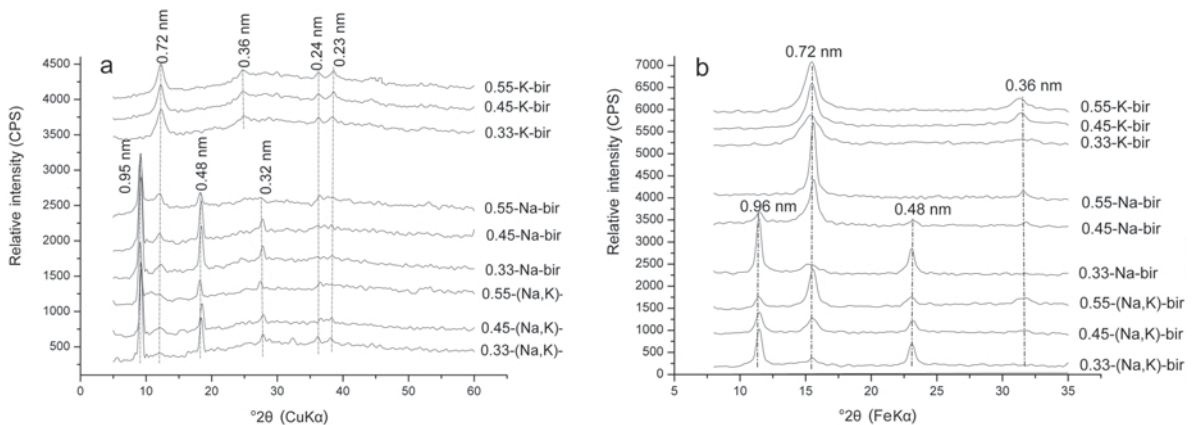 a
0.72 nm
0.36 nm
0.24 nm
0.23 nm
0.95 nm
0.48 nm
0.32 nm
4500
4000
3500
3000
2500
2000
1500
1000
500
Relative intensity (CPS)
0.55-K-bir
0.45-K-bir
0.33-K-bir
0.55-Na-bir
0.45-Na-bir
0.33-Na-bir
0.55-(Na,K)-
0.45-(Na,K)-
0.33-(Na,K)-
0 10 20 30 40 50 60
°2θ (CuKα)
b
0.72 nm
0.36 nm
0.96 nm
0.48 nm
7000
6500
6000
5500
5000
4500
4000
3500
3000
2500
2000
1500
1000
500
0
Relative intensity (CPS)
0.55-K-bir
0.45-K-bir
0.33-K-bir
0.55-Na-bir
0.45-Na-bir
0.33-Na-bir
0.55-(Na,K)-bir
0.45-(Na,K)-bir
0.33-(Na,K)-bir
5 10 15 20 25 30 35
°2θ (FeKα)